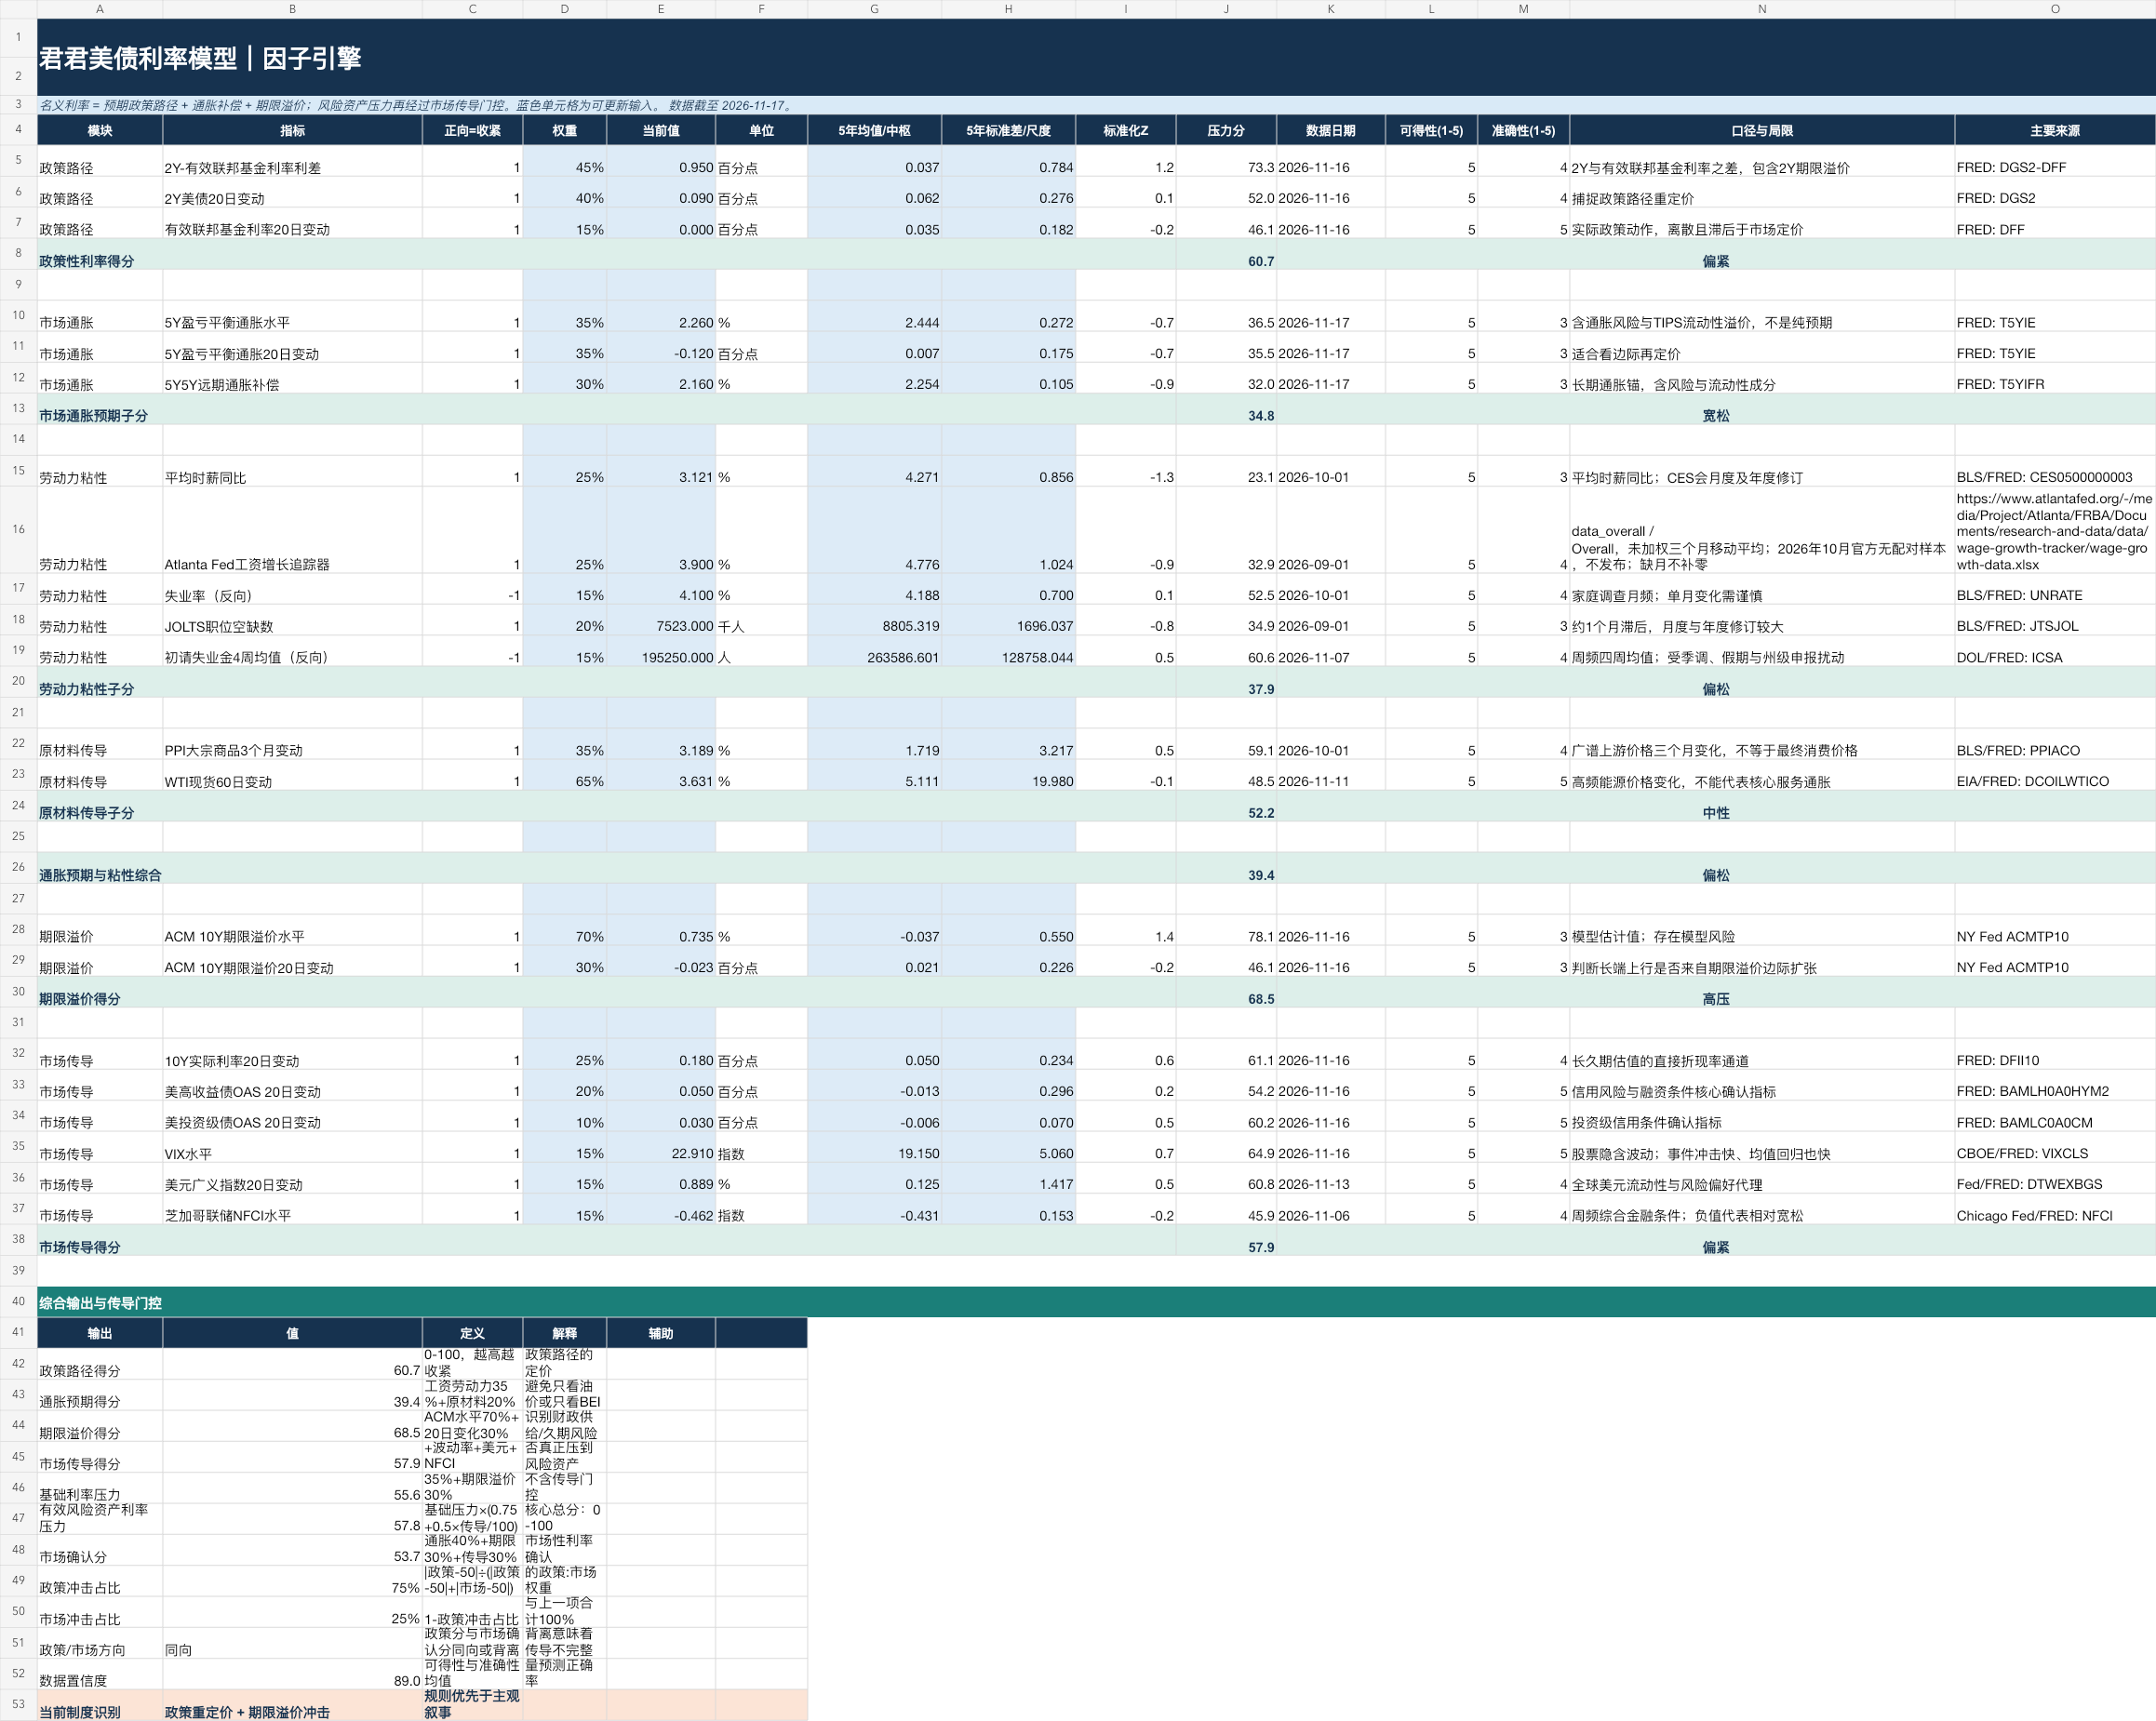 A B C D E F G H I J K L M N O
1
2
君君美债利率模型｜因子引擎
3 名义利率 = 预期政策路径 + 通胀补偿 + 期限溢价；风险资产压力再经过市场传导门控。蓝色单元格为可更新输入。 数据截至 2026-11-17。
4 模块 指标 正向=收紧 权重 当前值 单位 5年均值/中枢 5年标准差/尺度 标准化Z 压力分 数据日期 可得性(1-5) 准确性(1-5) 口径与局限 主要来源
5 政策路径 2Y-有效联邦基金利率利差 1 45% 0.950 百分点 0.037 0.784 1.2 73.3 2026-11-16 5 4 2Y与有效联邦基金利率之差，包含2Y期限溢价 FRED: DGS2-DFF
6 政策路径 2Y美债20日变动 1 40% 0.090 百分点 0.062 0.276 0.1 52.0 2026-11-16 5 4 捕捉政策路径重定价 FRED: DGS2
7 政策路径 有效联邦基金利率20日变动 1 15% 0.000 百分点 0.035 0.182 -0.2 46.1 2026-11-16 5 5 实际政策动作，离散且滞后于市场定价 FRED: DFF
8 政策性利率得分 60.7 偏紧
9
10 市场通胀 5Y盈亏平衡通胀水平 1 35% 2.260 % 2.444 0.272 -0.7 36.5 2026-11-17 5 3 含通胀风险与TIPS流动性溢价，不是纯预期 FRED: T5YIE
11 市场通胀 5Y盈亏平衡通胀20日变动 1 35% -0.120 百分点 0.007 0.175 -0.7 35.5 2026-11-17 5 3 适合看边际再定价 FRED: T5YIE
12 市场通胀 5Y5Y远期通胀补偿 1 30% 2.160 % 2.254 0.105 -0.9 32.0 2026-11-17 5 3 长期通胀锚，含风险与流动性成分 FRED: T5YIFR
13 市场通胀预期子分 34.8 宽松
14
15 劳动力粘性 平均时薪同比 1 25% 3.121 % 4.271 0.856 -1.3 23.1 2026-10-01 5 3 平均时薪同比；CES会月度及年度修订 BLS/FRED: CES0500000003
16 劳动力粘性 Atlanta Fed工资增长追踪器 1 25% 3.900 % 4.776 1.024 -0.9 32.9 2026-09-01 5 4
data_overall /
Overall，未加权三个月移动平均；2026年10月官方无配对样本
，不发布；缺月不补零
https://www.atlantafed.org/-/me
dia/Project/Atlanta/FRBA/Docu
ments/research-and-data/data/
wage-growth-tracker/wage-gro
wth-data.xlsx
17 劳动力粘性 失业率（反向） -1 15% 4.100 % 4.188 0.700 0.1 52.5 2026-10-01 5 4 家庭调查月频；单月变化需谨慎 BLS/FRED: UNRATE
18 劳动力粘性 JOLTS职位空缺数 1 20% 7523.000 千人 8805.319 1696.037 -0.8 34.9 2026-09-01 5 3 约1个月滞后，月度与年度修订较大 BLS/FRED: JTSJOL
19 劳动力粘性 初请失业金4周均值（反向） -1 15% 195250.000 人 263586.601 128758.044 0.5 60.6 2026-11-07 5 4 周频四周均值；受季调、假期与州级申报扰动 DOL/FRED: ICSA
20 劳动力粘性子分 37.9 偏松
21
22 原材料传导 PPI大宗商品3个月变动 1 35% 3.189 % 1.719 3.217 0.5 59.1 2026-10-01 5 4 广谱上游价格三个月变化，不等于最终消费价格 BLS/FRED: PPIACO
23 原材料传导 WTI现货60日变动 1 65% 3.631 % 5.111 19.980 -0.1 48.5 2026-11-11 5 5 高频能源价格变化，不能代表核心服务通胀 EIA/FRED: DCOILWTICO
24 原材料传导子分 52.2 中性
25
26 通胀预期与粘性综合 39.4 偏松
27
28 期限溢价 ACM 10Y期限溢价水平 1 70% 0.735 % -0.037 0.550 1.4 78.1 2026-11-16 5 3 模型估计值；存在模型风险 NY Fed ACMTP10
29 期限溢价 ACM 10Y期限溢价20日变动 1 30% -0.023 百分点 0.021 0.226 -0.2 46.1 2026-11-16 5 3 判断长端上行是否来自期限溢价边际扩张 NY Fed ACMTP10
30 期限溢价得分 68.5 高压
31
32 市场传导 10Y实际利率20日变动 1 25% 0.180 百分点 0.050 0.234 0.6 61.1 2026-11-16 5 4 长久期估值的直接折现率通道 FRED: DFII10
33 市场传导 美高收益债OAS 20日变动 1 20% 0.050 百分点 -0.013 0.296 0.2 54.2 2026-11-16 5 5 信用风险与融资条件核心确认指标 FRED: BAMLH0A0HYM2
34 市场传导 美投资级债OAS 20日变动 1 10% 0.030 百分点 -0.006 0.070 0.5 60.2 2026-11-16 5 5 投资级信用条件确认指标 FRED: BAMLC0A0CM
35 市场传导 VIX水平 1 15% 22.910 指数 19.150 5.060 0.7 64.9 2026-11-16 5 5 股票隐含波动；事件冲击快、均值回归也快 CBOE/FRED: VIXCLS
36 市场传导 美元广义指数20日变动 1 15% 0.889 % 0.125 1.417 0.5 60.8 2026-11-13 5 4 全球美元流动性与风险偏好代理 Fed/FRED: DTWEXBGS
37 市场传导 芝加哥联储NFCI水平 1 15% -0.462 指数 -0.431 0.153 -0.2 45.9 2026-11-06 5 4 周频综合金融条件；负值代表相对宽松 Chicago Fed/FRED: NFCI
38 市场传导得分 57.9 偏紧
39
40 综合输出与传导门控
41 输出 值 定义 解释 辅助
42 政策路径得分 60.7
0-100，越高越
收紧
政策路径的
定价
43 通胀预期得分 39.4
工资劳动力35
%+原材料20%
避免只看油
价或只看BEI
44 期限溢价得分 68.5
ACM水平70%+
20日变化30%
识别财政供
给/久期风险
45 市场传导得分 57.9
+波动率+美元+
NFCI
否真正压到
风险资产
46 基础利率压力 55.6
35%+期限溢价
30%
不含传导门
控
47 有效风险资产利率
压力 57.8
基础压力×(0.75
+0.5×传导/100)
核心总分：0
-100
48 市场确认分 53.7
通胀40%+期限
30%+传导30%
市场性利率
确认
49 政策冲击占比 75%
|政策-50|÷(|政策
-50|+|市场-50|)
的政策:市场
权重
50 市场冲击占比 25% 1-政策冲击占比
与上一项合
计100%
51 政策/市场方向 同向
政策分与市场确
认分同向或背离
背离意味着
传导不完整
52 数据置信度 89.0
可得性与准确性
均值
量预测正确
率
53 当前制度识别 政策重定价 + 期限溢价冲击
规则优先于主观
叙事